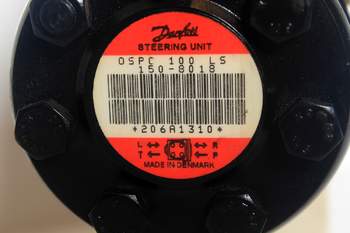 Danfoss
STEERING UNIT
OSPC 100 LS
150-8018
*206A1310*
L R
T P
MADE IN DENMARK